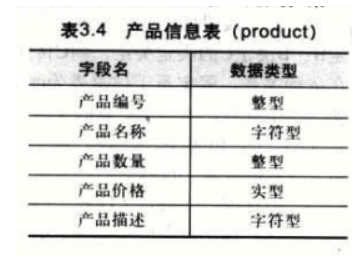 表3.4 产品信息表（product）
字段名 数据类型
产品编号 整型
产品名称 字符型
产品数量 整型
产品价格 实型
产品描述 字符型